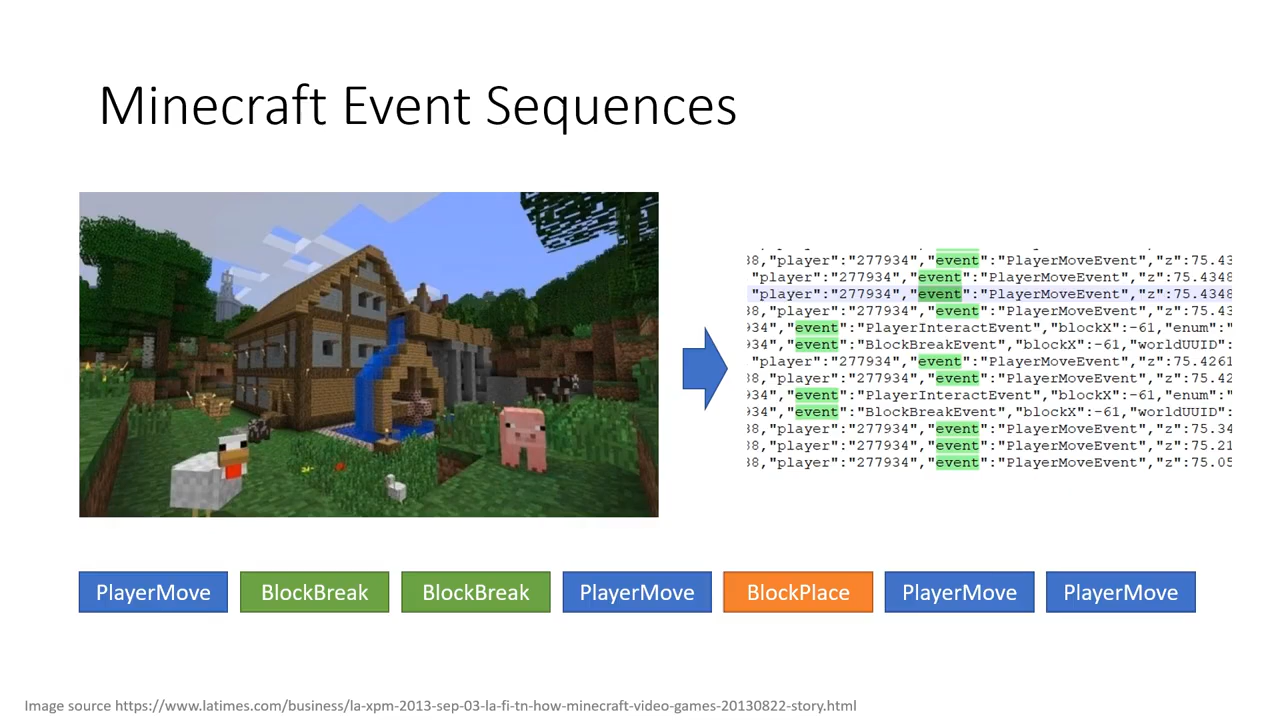 Minecraft Event Sequences
38,"player":"277934","event":"PlayerMoveEvent","z":75.43
"player":"277934","event":"PlayerMoveEvent","z":75.4348
"player":"277934","event":"PlayerMoveEvent","z":75.4348
38,"player":"277934","event":"PlayerMoveEvent","z":75.43
934","event":"PlayerInteractEvent","blockX":-61,"enum":"
934","event":"BlockBreakEvent","blockX":-61,"worldUUID":
"player":"277934","event":"PlayerMoveEvent","z":75.4261
38,"player":"277934","event":"PlayerMoveEvent","z":75.42
934","event":"PlayerInteractEvent","blockX":-61,"enum":"
934","event":"BlockBreakEvent","blockX":-61,"worldUUID":
38,"player":"277934","event":"PlayerMoveEvent","z":75.34
38,"player":"277934","event":"PlayerMoveEvent","z":75.21
38,"player":"277934","event":"PlayerMoveEvent","z":75.05
PlayerMove BlockBreak BlockBreak PlayerMove BlockPlace PlayerMove PlayerMove
Image source https://www.latimes.com/business/la-xpm-2013-sep-03-la-fi-tn-how-minecraft-video-games-20130822-story.html